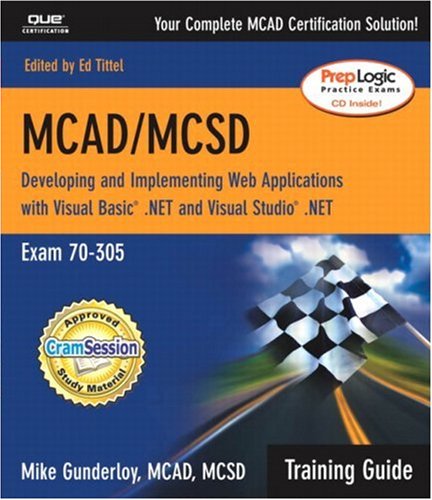 QUE
CERTIFICATION
Your Complete MCAD Certification Solution!
Edited by Ed Tittel
PrepLogic
Practice Exams
CD Inside!
MCAD/MCSD
Developing and Implementing Web Applications
with Visual Basic® .NET and Visual Studio® .NET
Exam 70-305
Approved
CramSession
Study Material
Mike Gunderloy, MCAD, MCSD
Training Guide